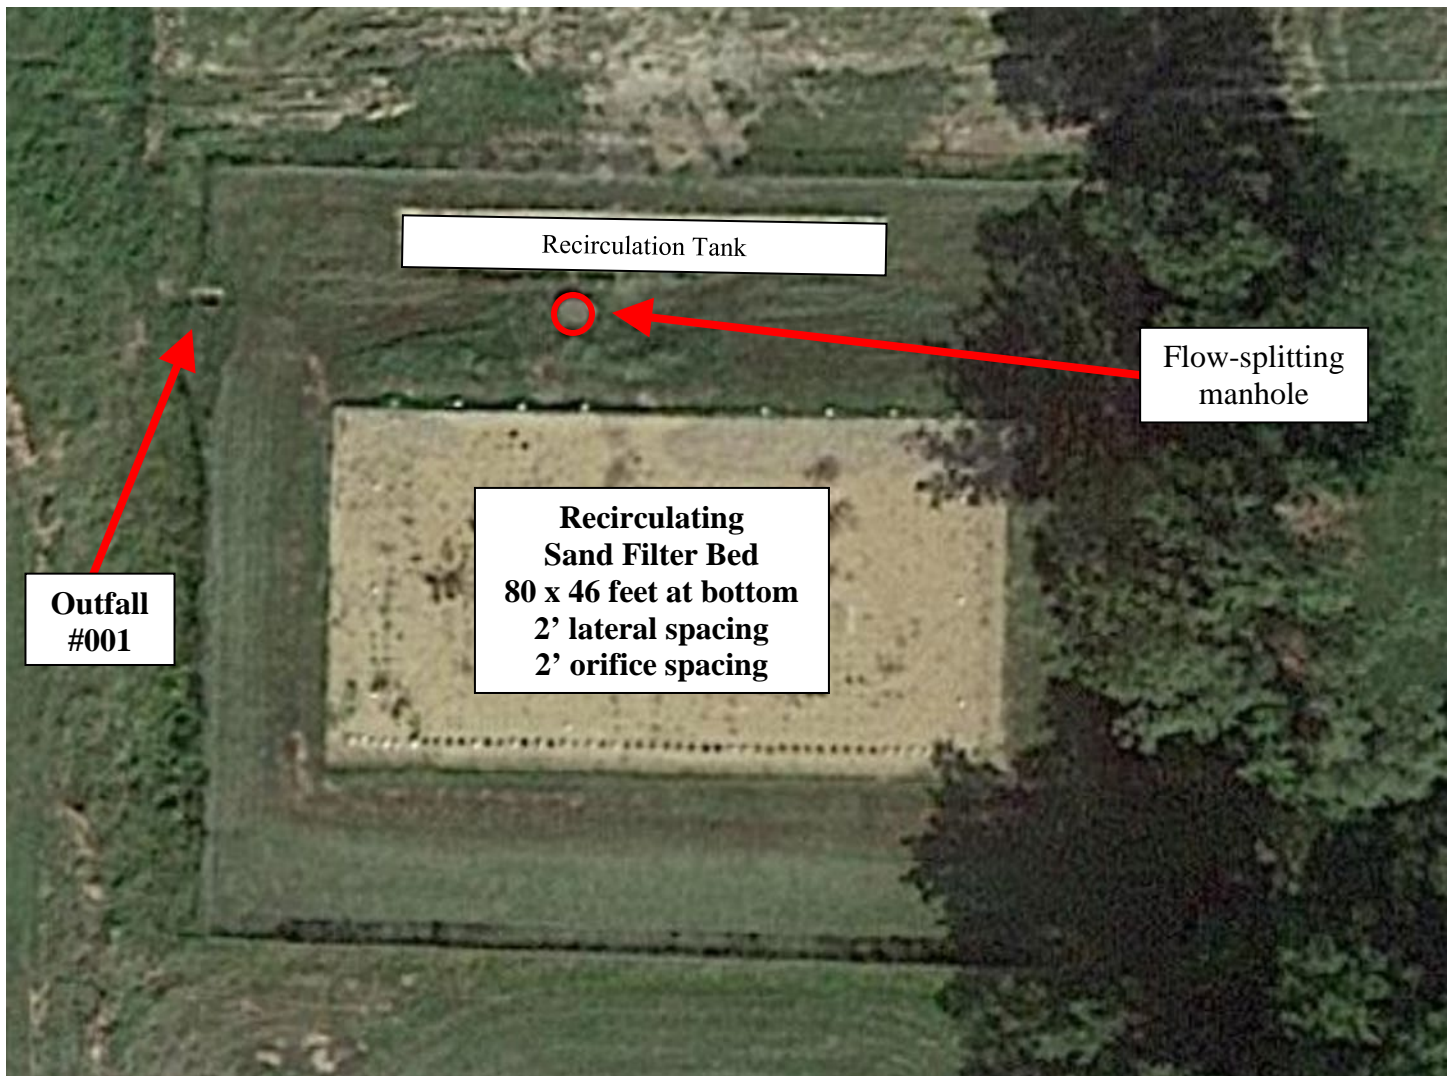 Recirculation Tank
Flow-splitting
manhole
Recirculating
Sand Filter Bed
80 x 46 feet at bottom
2’ lateral spacing
2’ orifice spacing
Outfall
#001